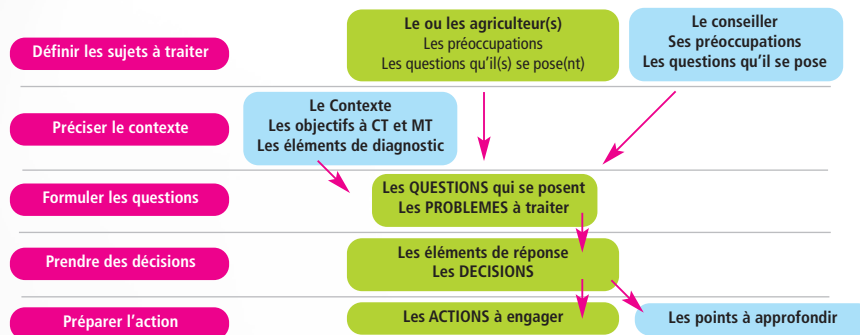 Définir les sujets à traiter
Le ou les agriculteur(s)
Les préoccupations
Les questions qu'il(s) se pose(nt)
Le conseiller
Ses préoccupations
Les questions qu'il se pose
Préciser le contexte
Le Contexte
Les objectifs à CT et MT
Les éléments de diagnostic
Formuler les questions
Les QUESTIONS qui se posent
Les PROBLEMES à traiter
Prendre des décisions
Les éléments de réponse
Les DECISIONS
Préparer l'action
Les ACTIONS à engager
Les points à approfondir